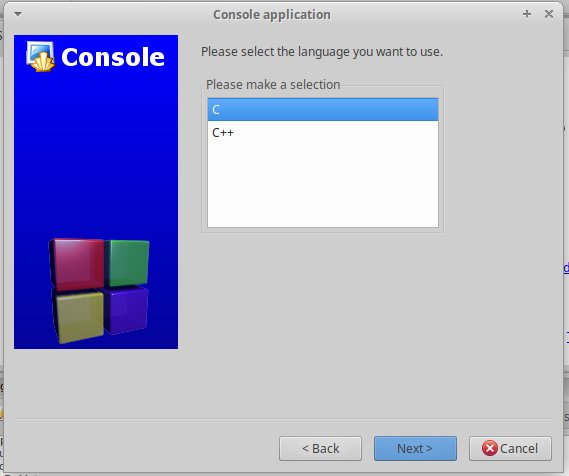 Console application
Console
Please select the language you want to use.
Please make a selection
C
C++
< Back
Next >
Cancel